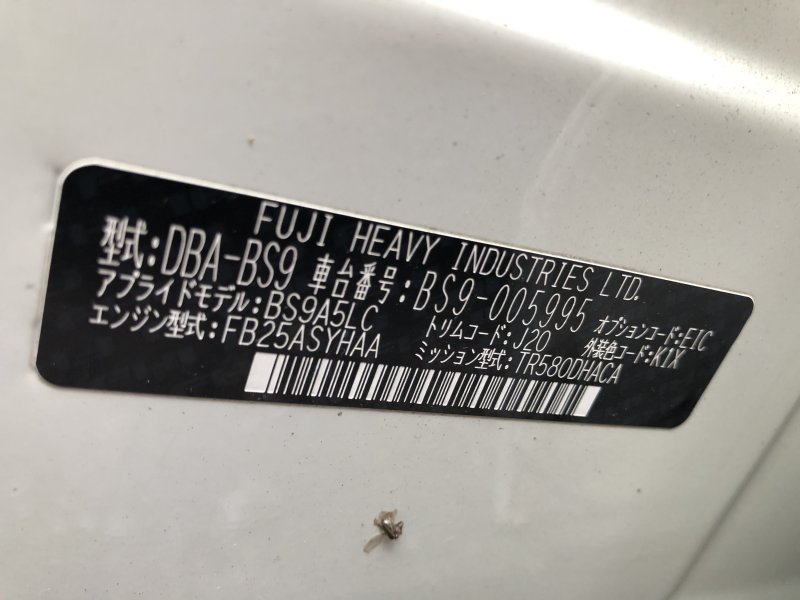 FUJI HEAVY INDUSTRIES LTD.
型式:DBA-BS9 車台番号:BS9-005995 オプションコード:EIC
アプライドモデル:BS9A5LC トリムコード:J20 外装色コード:K1X
エンジン型式:FB25ASYHAA ミッション型式:TR580DHACA